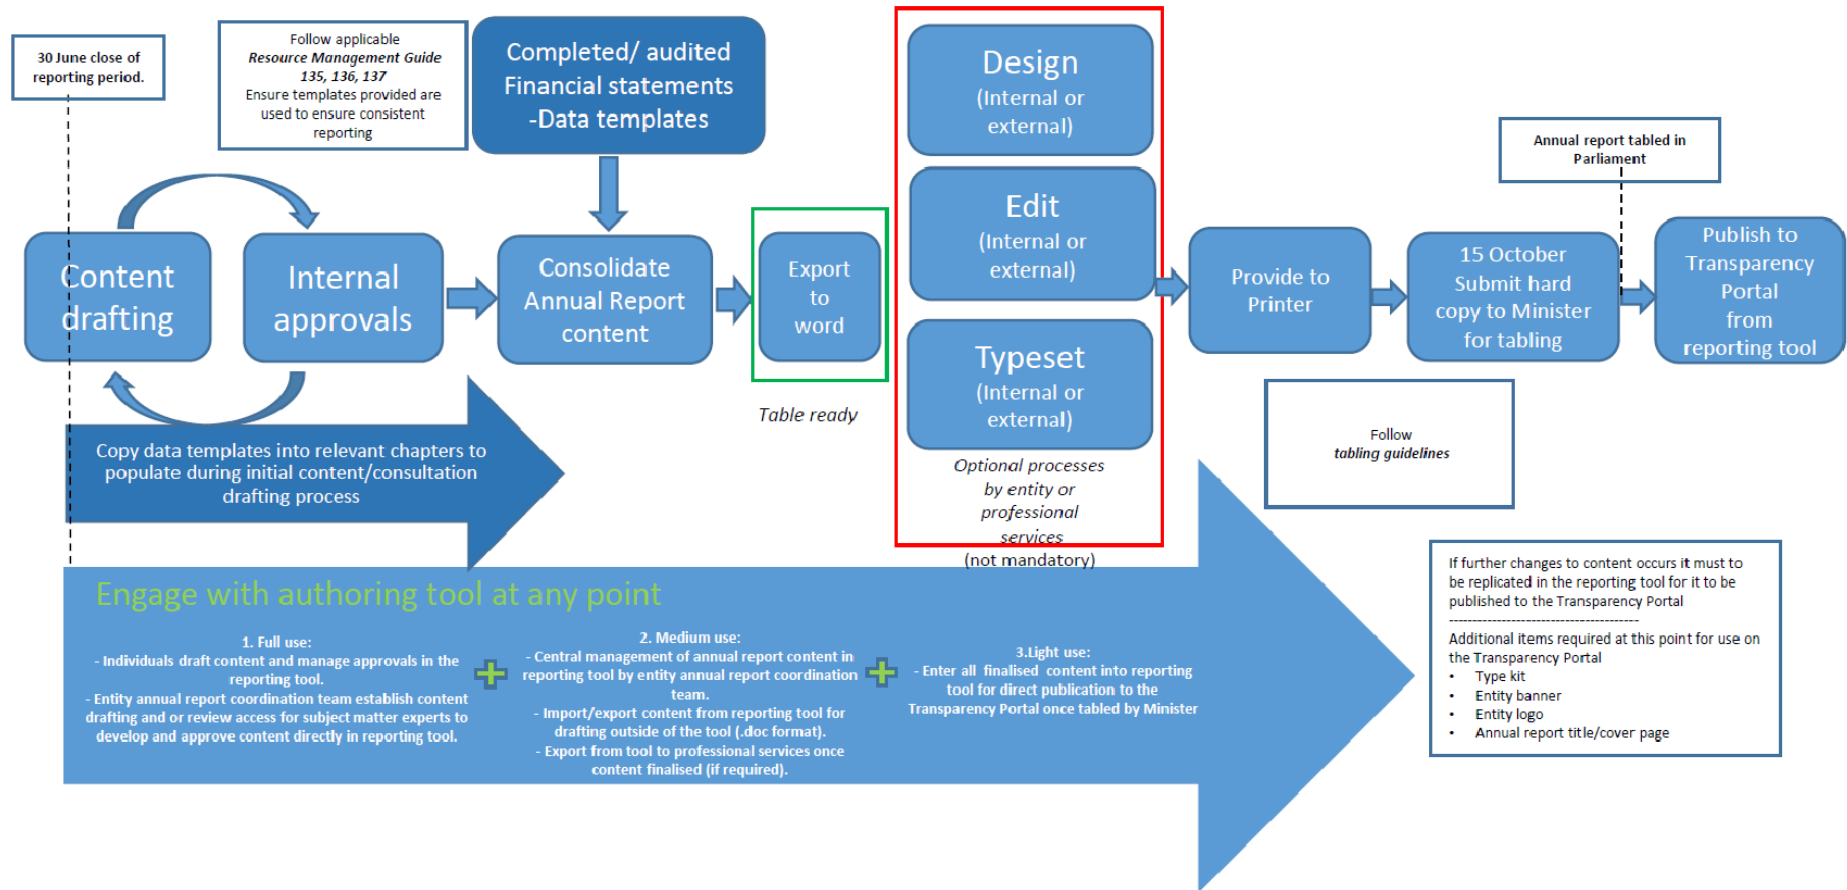 30 June close of
reporting period.
Follow applicable
Resource Management Guide
135, 136, 137
Ensure templates provided are
used to ensure consistent
reporting
Completed/ audited
Financial statements
-Data templates
Design
(Internal or
external)
Edit
(Internal or
external)
Typeset
(Internal or
external)
Optional processes
by entity or
professional
services
(not mandatory)
Annual report tabled in
Parliament
Content
drafting
Internal
approvals
Consolidate
Annual Report
content
Export
to
word
Table ready
Provide to
Printer
15 October
Submit hard
copy to Minister
for tabling
Publish to
Transparency
Portal
from
reporting tool
Follow
tabling guidelines
Copy data templates into relevant chapters to
populate during initial content/consultation
drafting process
Engage with authoring tool at any point
1. Full use:
- Individuals draft content and manage approvals in the
reporting tool.
- Entity annual report coordination team establish content
drafting and or review access for subject matter experts to
develop and approve content directly in reporting tool.
2. Medium use:
- Central management of annual report content in
reporting tool by entity annual report coordination
team.
- Import/export content from reporting tool for
drafting outside of the tool (.doc format).
- Export from tool to professional services once
content finalised (if required).
3.Light use:
- Enter all finalised content into reporting
tool for direct publication to the
Transparency Portal once tabled by Minister
If further changes to content occurs it must to
be replicated in the reporting tool for it to be
published to the Transparency Portal
---------------------------------------
Additional items required at this point for use on
the Transparency Portal
• Type kit
• Entity banner
• Entity logo
• Annual report title/cover page